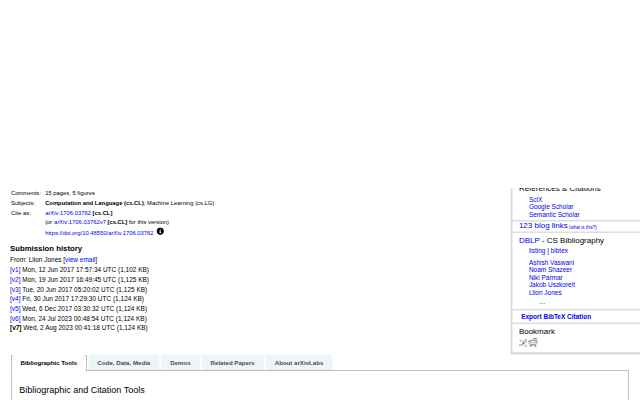 Comments: 15 pages, 5 figures
Subjects: Computation and Language (cs.CL); Machine Learning (cs.LG)
Cite as: arXiv:1706.03762 [cs.CL]
(or arXiv:1706.03762v7 [cs.CL] for this version)
https://doi.org/10.48550/arXiv.1706.03762
Submission history
From: Llion Jones [view email]
[v1] Mon, 12 Jun 2017 17:57:34 UTC (1,102 KB)
[v2] Mon, 19 Jun 2017 16:49:45 UTC (1,125 KB)
[v3] Tue, 20 Jun 2017 05:20:02 UTC (1,125 KB)
[v4] Fri, 30 Jun 2017 17:29:30 UTC (1,124 KB)
[v5] Wed, 6 Dec 2017 03:30:32 UTC (1,124 KB)
[v6] Mon, 24 Jul 2023 00:48:54 UTC (1,124 KB)
[v7] Wed, 2 Aug 2023 00:41:18 UTC (1,124 KB)
References & Citations
SciX
Google Scholar
Semantic Scholar
123 blog links (what is this?)
DBLP - CS Bibliography
listing | bibtex
Ashish Vaswani
Noam Shazeer
Niki Parmar
Jakob Uszkoreit
Llion Jones
...
Export BibTeX Citation
Bookmark
Bibliographic Tools
Code, Data, Media
Demos
Related Papers
About arXivLabs
Bibliographic and Citation Tools